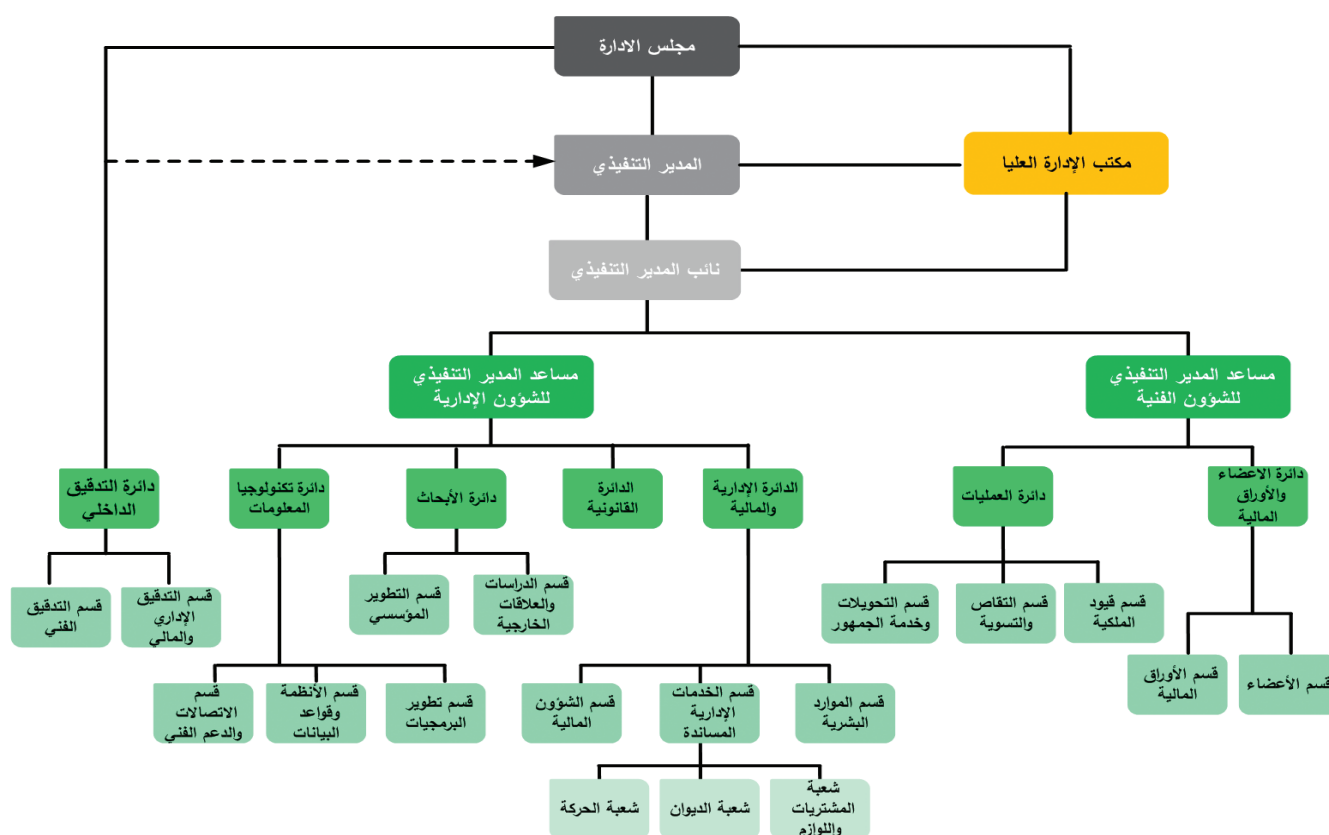 مجلس الادارة
المدير التنفيذي
مكتب الإدارة العليا
نائب المدير التنفيذي
مساعد المدير التنفيذي
للشؤون الفنية
مساعد المدير التنفيذي
للشؤون الإدارية
دائرة الاعضاء
والأوراق
المالية
دائرة العمليات
الدائرة الإدارية
والمالية
الدائرة
القانونية
دائرة الأبحاث
دائرة تكنولوجيا
المعلومات
دائرة التدقيق
الداخلي
قسم قيود
الملكية
قسم التقاص
والتسوية
قسم التحويلات
وخدمة الجمهور
قسم الدراسات
والعلاقات
الخارجية
قسم التطوير
المؤسسي
قسم التدقيق
الإداري
والمالي
قسم التدقيق
الفني
قسم الأعضاء
قسم الأوراق
المالية
قسم الموارد
البشرية
قسم الخدمات
الإدارية
المساندة
قسم الشؤون
المالية
قسم تطوير
البرمجيات
قسم الأنظمة
وقواعد
البيانات
قسم
الاتصالات
والدعم الفني
شعبة
المشتريات
واللوازم
شعبة الديوان
شعبة الحركة